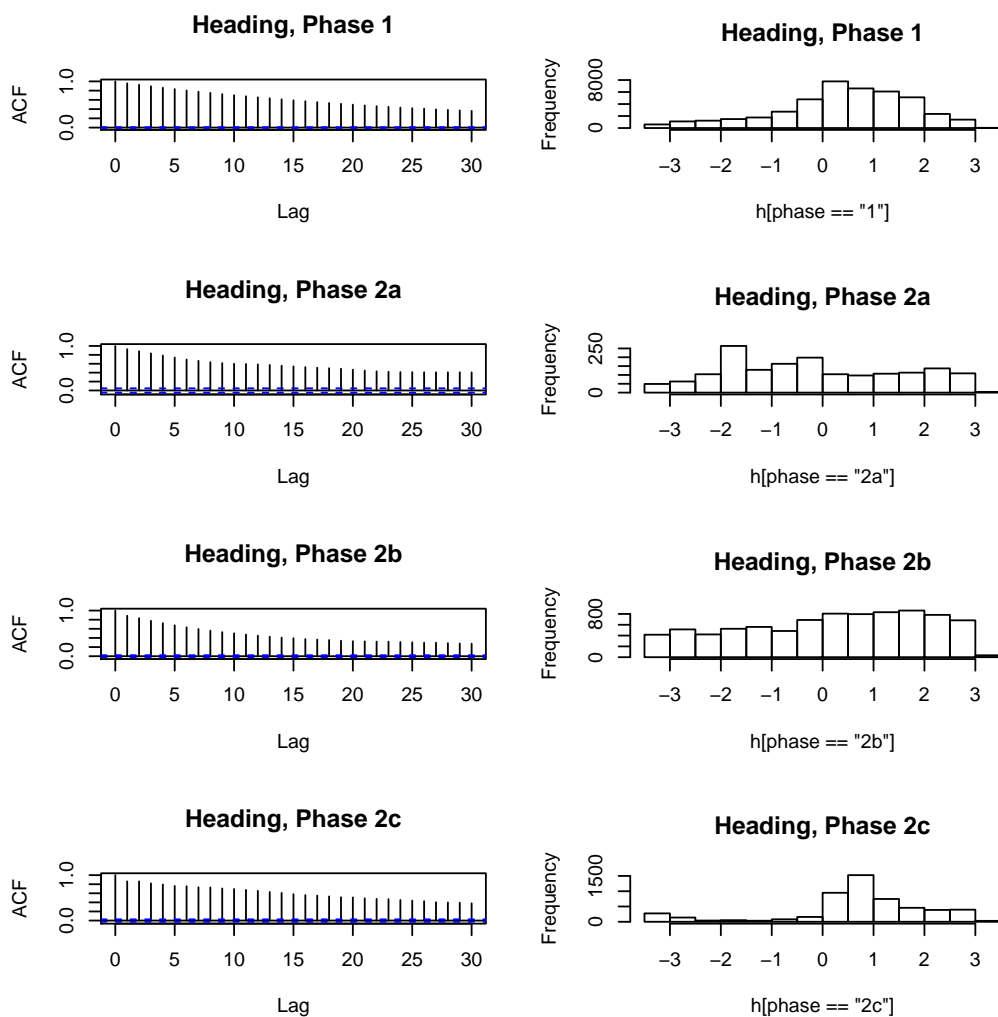 Heading, Phase 1
ACF
0.0 1.0
0 5 10 15 20 25 30
Lag
Heading, Phase 1
Frequency
0 8000
−3 −2 −1 0 1 2 3
h[phase == "1"]
Heading, Phase 2a
ACF
0.0 1.0
0 5 10 15 20 25 30
Lag
Heading, Phase 2a
Frequency
0 250
−3 −2 −1 0 1 2 3
h[phase == "2a"]
Heading, Phase 2b
ACF
0.0 1.0
0 5 10 15 20 25 30
Lag
Heading, Phase 2b
Frequency
0 800
−3 −2 −1 0 1 2 3
h[phase == "2b"]
Heading, Phase 2c
ACF
0.0 1.0
0 5 10 15 20 25 30
Lag
Heading, Phase 2c
Frequency
0 1500
−3 −2 −1 0 1 2 3
h[phase == "2c"]